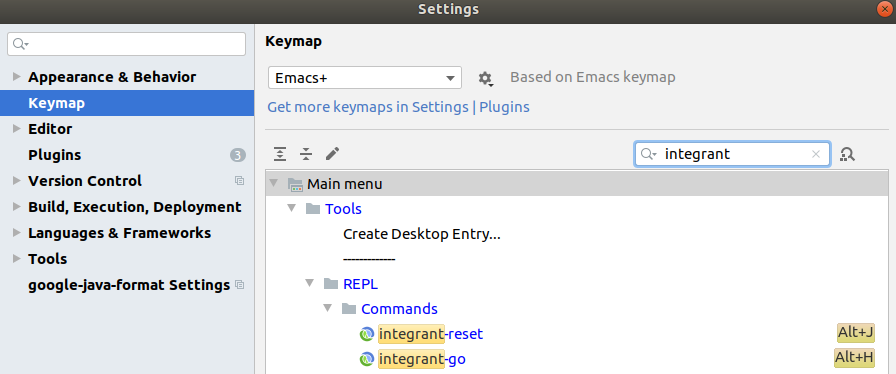 Settings
Appearance & Behavior
Keymap
Editor
Plugins 3
Version Control
Build, Execution, Deployment
Languages & Frameworks
Tools
google-java-format Settings
Keymap
Emacs+ Based on Emacs keymap
Get more keymaps in Settings | Plugins
integrant
Main menu
Tools
Create Desktop Entry...
-------------
REPL
Commands
integrant-reset Alt+J
integrant-go Alt+H